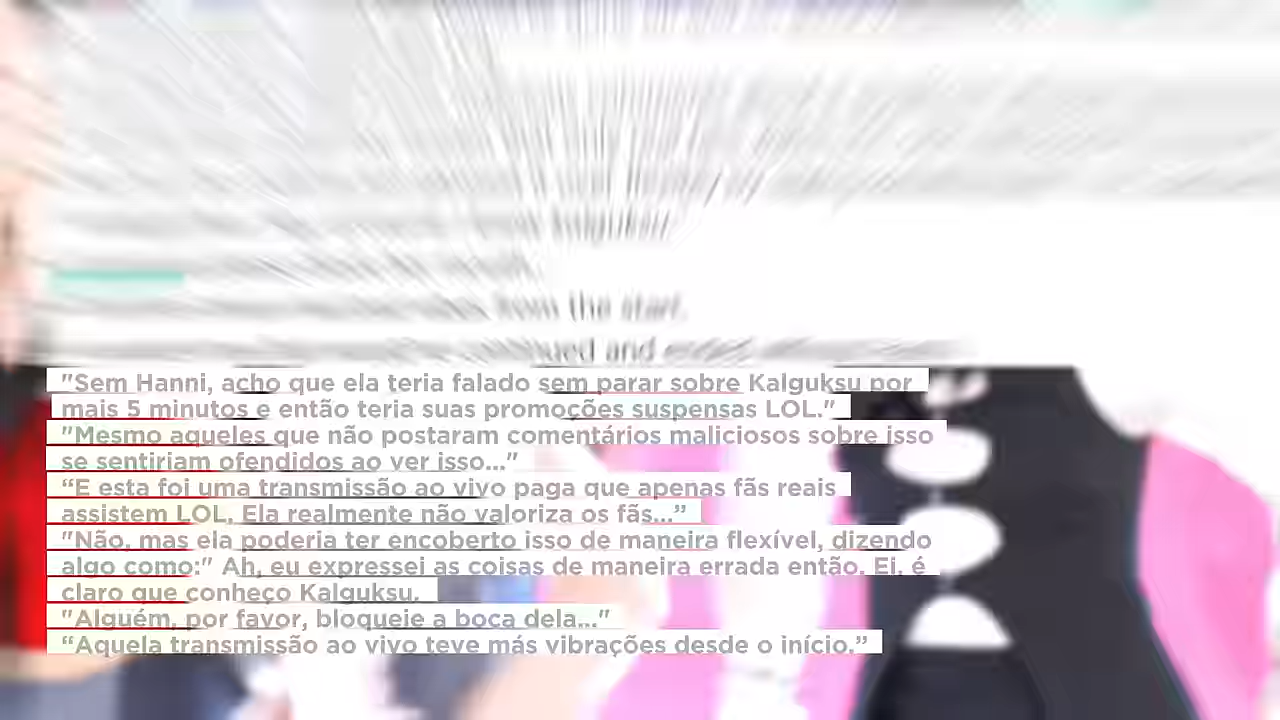 from the start.
continued and ended
"Sem Hanni, acho que ela teria falado sem parar sobre Kalguksu por
mais 5 minutos e então teria suas promoções suspensas LOL."
"Mesmo aqueles que não postaram comentários maliciosos sobre isso
se sentiriam ofendidos ao ver isso..."
“E esta foi uma transmissão ao vivo paga que apenas fãs reais
assistem LOL. Ela realmente não valoriza os fãs...”
"Não, mas ela poderia ter encoberto isso de maneira flexível, dizendo
algo como:" Ah, eu expressei as coisas de maneira errada então. Ei, é
claro que conheço Kalguksu.
"Alguém, por favor, bloqueie a boca dela..."
“Aquela transmissão ao vivo teve más vibrações desde o início.”